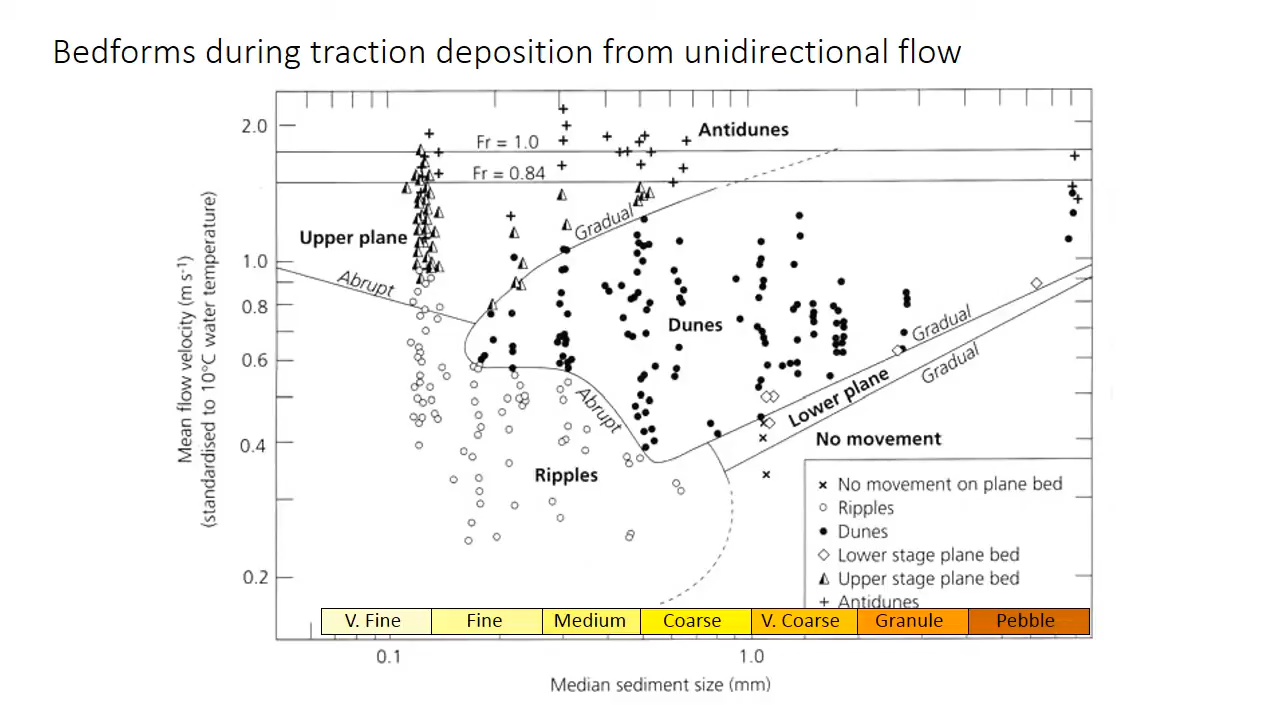 Bedforms during traction deposition from unidirectional flow
2.0
Antidunes
Fr = 1.0
Fr = 0.84
Gradual
Upper plane
1.0
Abrupt
Mean flow velocity (m s⁻¹)
(standardised to 10°C water temperature)
0.8
Dunes
Gradual
0.6
Gradual
Abrupt
Lower plane
0.4
No movement
Ripples
No movement on plane bed
Ripples
Dunes
Lower stage plane bed
0.2
Upper stage plane bed
Antidunes
V. Fine
Fine
Medium
Coarse
V. Coarse
Granule
Pebble
0.1
1.0
Median sediment size (mm)